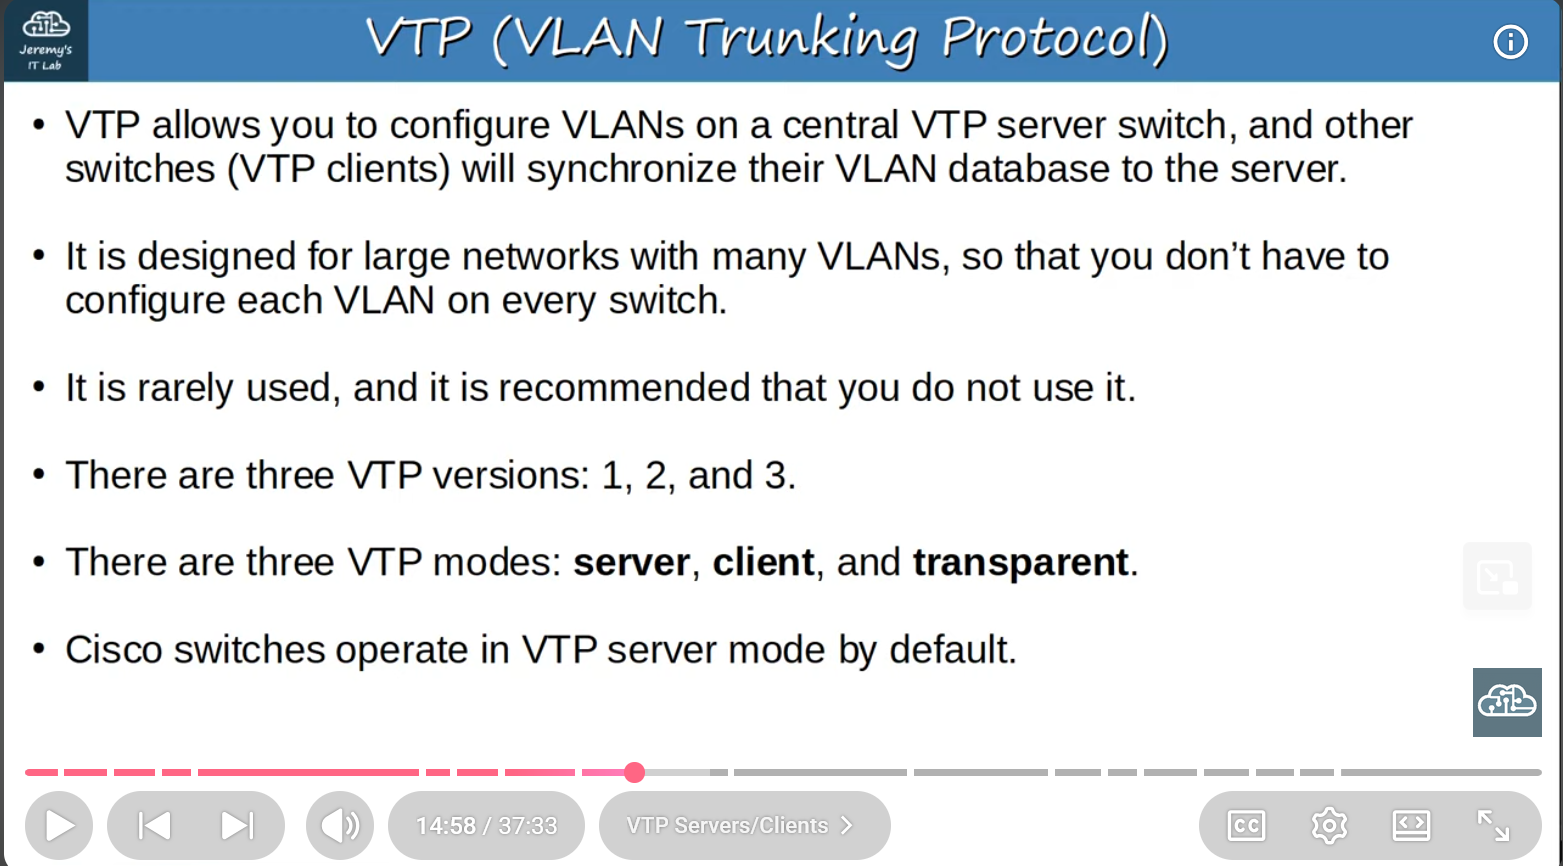 Jeremy's
IT Lab
VTP (VLAN Trunking Protocol)
• VTP allows you to configure VLANs on a central VTP server switch, and other
switches (VTP clients) will synchronize their VLAN database to the server.
• It is designed for large networks with many VLANs, so that you don’t have to
configure each VLAN on every switch.
• It is rarely used, and it is recommended that you do not use it.
• There are three VTP versions: 1, 2, and 3.
• There are three VTP modes: server, client, and transparent.
• Cisco switches operate in VTP server mode by default.
14:58 / 37:33
VTP Servers/Clients
CC